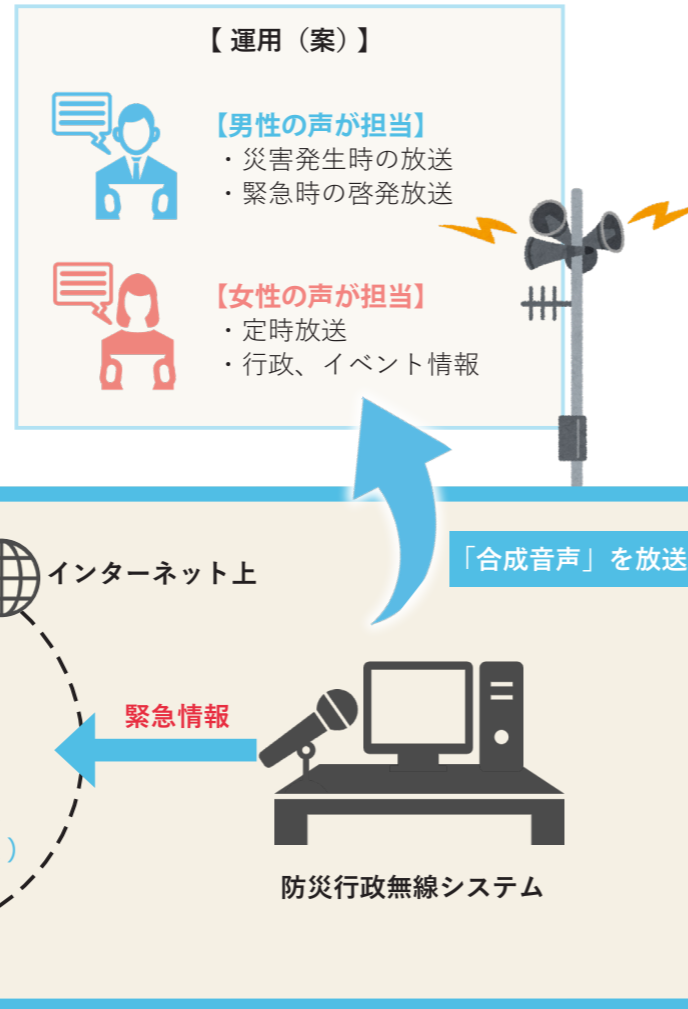 【 運用（案）】
【男性の声が担当】
・災害発生時の放送
・緊急時の啓発放送
【女性の声が担当】
・定時放送
・行政、イベント情報
「合成音声」を放送
インターネット上
緊急情報
）
防災行政無線システム